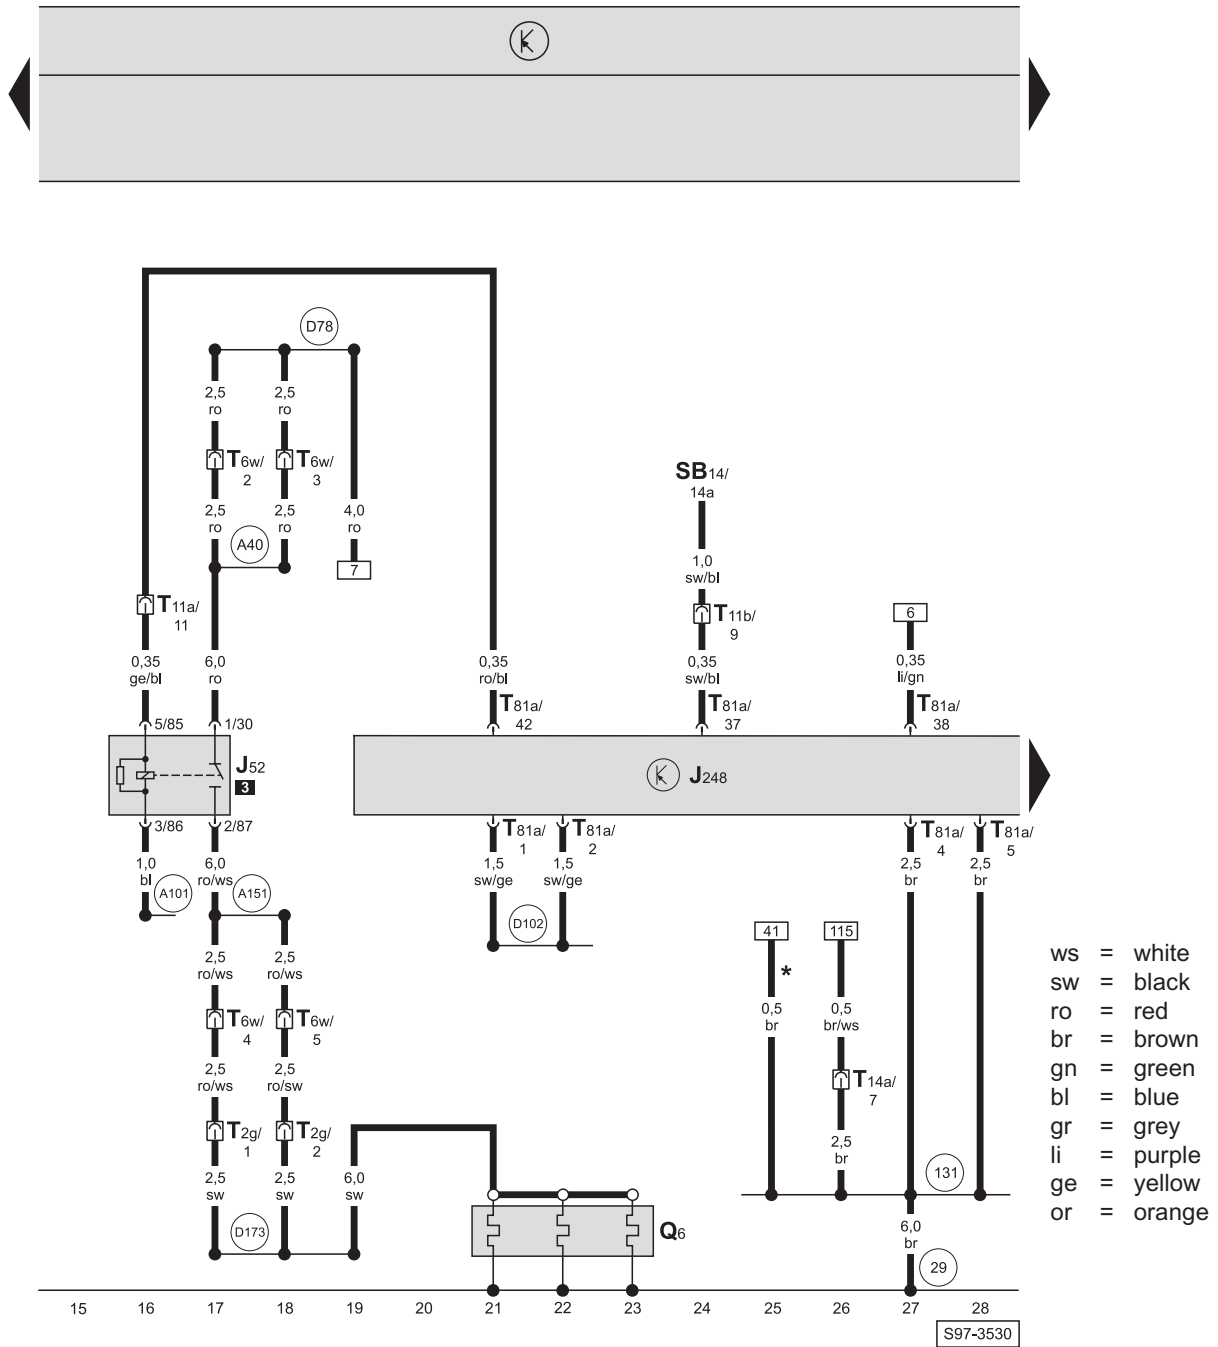 D78
2,5 2,5
ro ro
T6w/ T6w/
2 3
SB14/
14a
2,5 2,5 4,0
ro ro ro
A40
7
1,0
sw/bl
T11a/
11
T11b/
9
6
0,35 6,0 0,35 0,35 0,35
ge/bl ro ro/bl sw/bl li/gn
T81a/ T81a/ T81a/
5/85 1/30 42 37 38
J52
3
J248
3/86 2/87
T81a/ T81a/ T81a/ T81a/
1 2 4 5
1,0 6,0 1,5 1,5 2,5 2,5
bl ro/ws sw/ge sw/ge br br
A101 A151
D102
41 115
2,5 2,5
ro/ws ro/ws
*
0,5 0,5
br br/ws
T6w/ T6w/
4 5
2,5 2,5
ro/ws ro/sw
T14a/
7
T2g/ T2g/
1 2
2,5
br
2,5 2,5 6,0
sw sw sw
131
D173
Q6
6,0
br
29
15 16 17 18 19 20 21 22 23 24 25 26 27 28
S97-3530
ws = white
sw = black
ro = red
br = brown
gn = green
bl = blue
gr = grey
li = purple
ge = yellow
or = orange